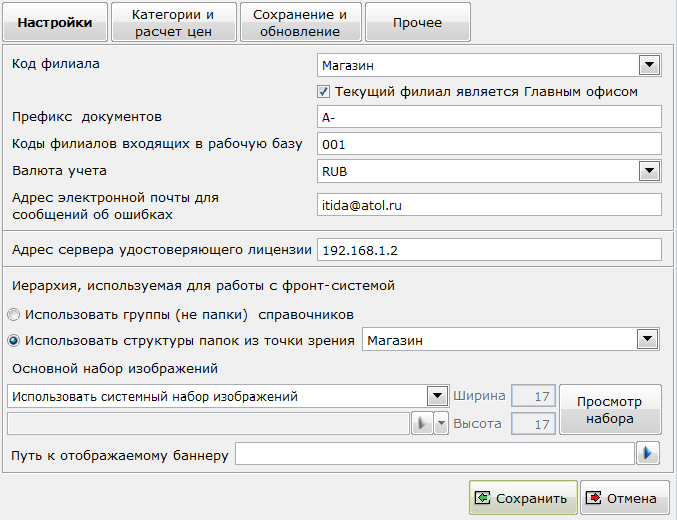 Настройки
Категории и
расчет цен
Сохранение и
обновление
Прочее
Код филиала
Магазин
Текущий филиал является Главным офисом
Префикс документов
А-
Коды филиалов входящих в рабочую базу
001
Валюта учета
RUB
Адрес электронной почты для
сообщений об ошибках
itida@atol.ru
Адрес сервера удостоверяющего лицензии
192.168.1.2
Иерархия, используемая для работы с фронт-системой
Использовать группы (не папки) справочников
Использовать структуры папок из точки зрения
Магазин
Основной набор изображений
Использовать системный набор изображений
Ширина
17
Высота
17
Просмотр
набора
Путь к отображаемому баннеру
Сохранить
Отмена